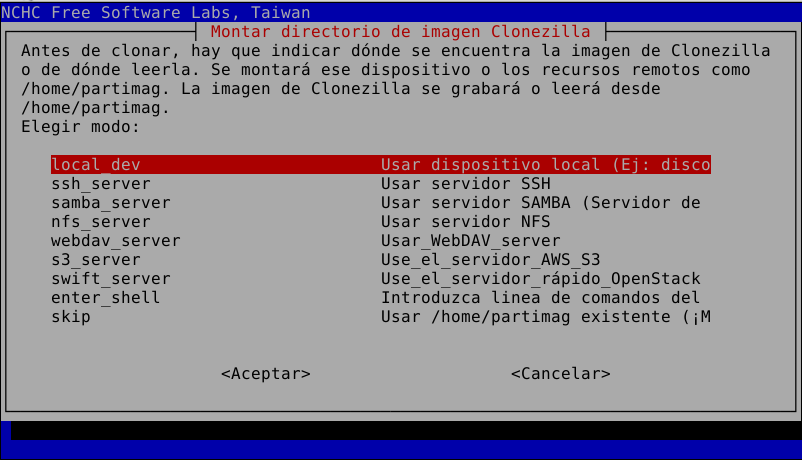 NCHC Free Software Labs, Taiwan
Montar directorio de imagen Clonezilla
Antes de clonar, hay que indicar dónde se encuentra la imagen de Clonezilla
o de dónde leerla. Se montará ese dispositivo o los recursos remotos como
/home/partimag. La imagen de Clonezilla se grabará o leerá desde
/home/partimag.
Elegir modo:
local_dev Usar dispositivo local (Ej: disco
ssh_server Usar servidor SSH
samba_server Usar servidor SAMBA (Servidor de
nfs_server Usar servidor NFS
webdav_server Usar_WebDAV_server
s3_server Use_el_servidor_AWS_S3
swift_server Use_el_servidor_rápido_OpenStack
enter_shell Introduzca linea de comandos del
skip Usar /home/partimag existente (¡M
<Aceptar> <Cancelar>